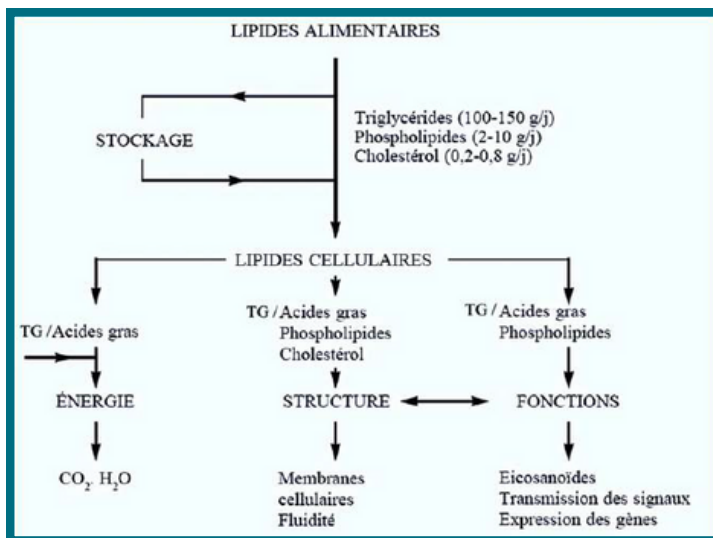 LIPIDES ALIMENTAIRES
STOCKAGE
Triglycérides (100-150 g/j)
Phospholipides (2-10 g/j)
Cholestérol (0,2-0,8 g/j)
LIPIDES CELLULAIRES
TG/Acides gras
TG/Acides gras
Phospholipides
Cholestérol
TG/Acides gras
Phospholipides
ÉNERGIE
STRUCTURE
FONCTIONS
CO₂. H₂O
Membranes
cellulaires
Fluidité
Eicosanoïdes
Transmission des signaux
Expression des gènes